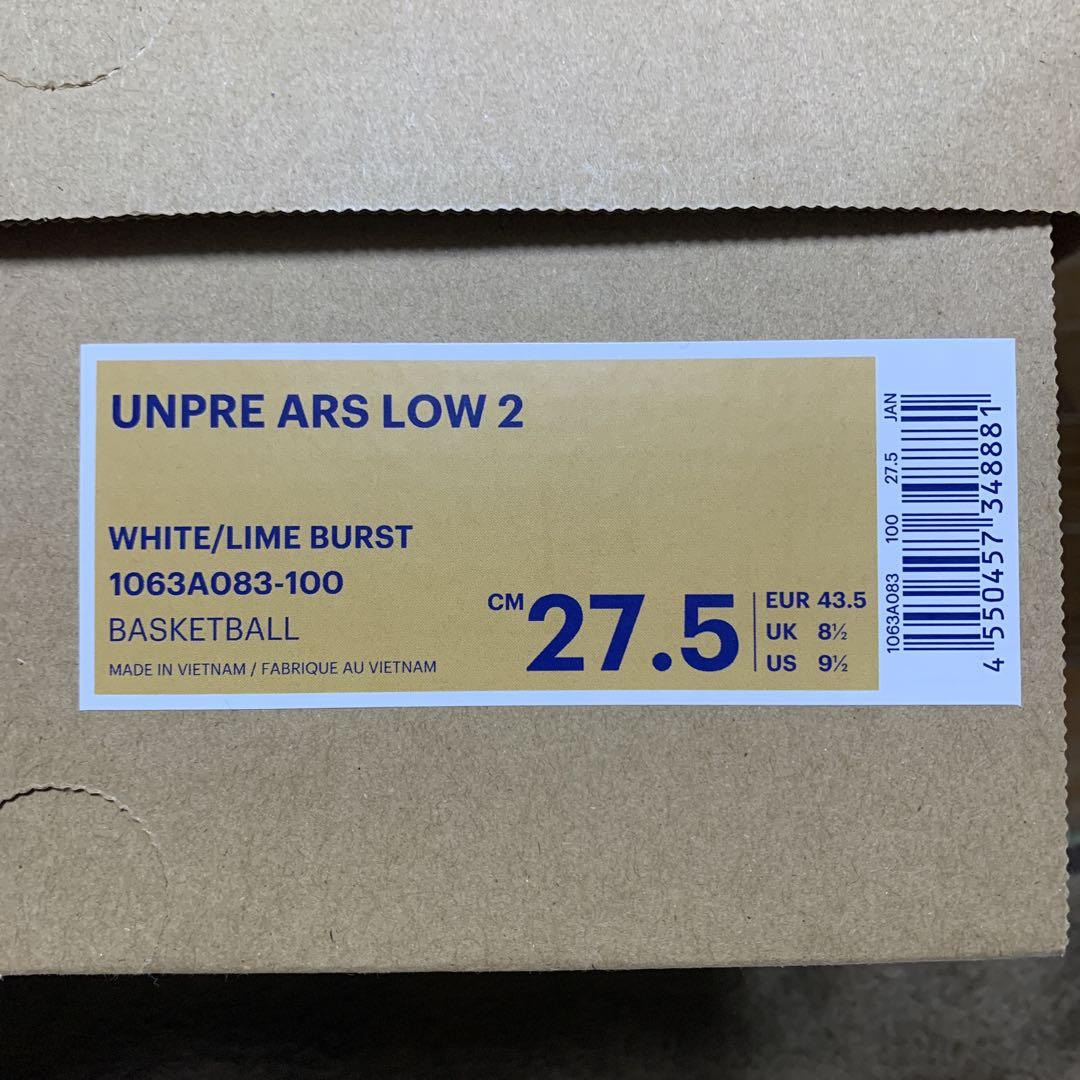 UNPRE ARS LOW 2
WHITE/LIME BURST
1063A083-100
BASKETBALL
MADE IN VIETNAM / FABRIQUE AU VIETNAM
CM 27.5
EUR 43.5
UK 8½
US 9½
1063A083 100 27.5 JAN
4 550457 348881